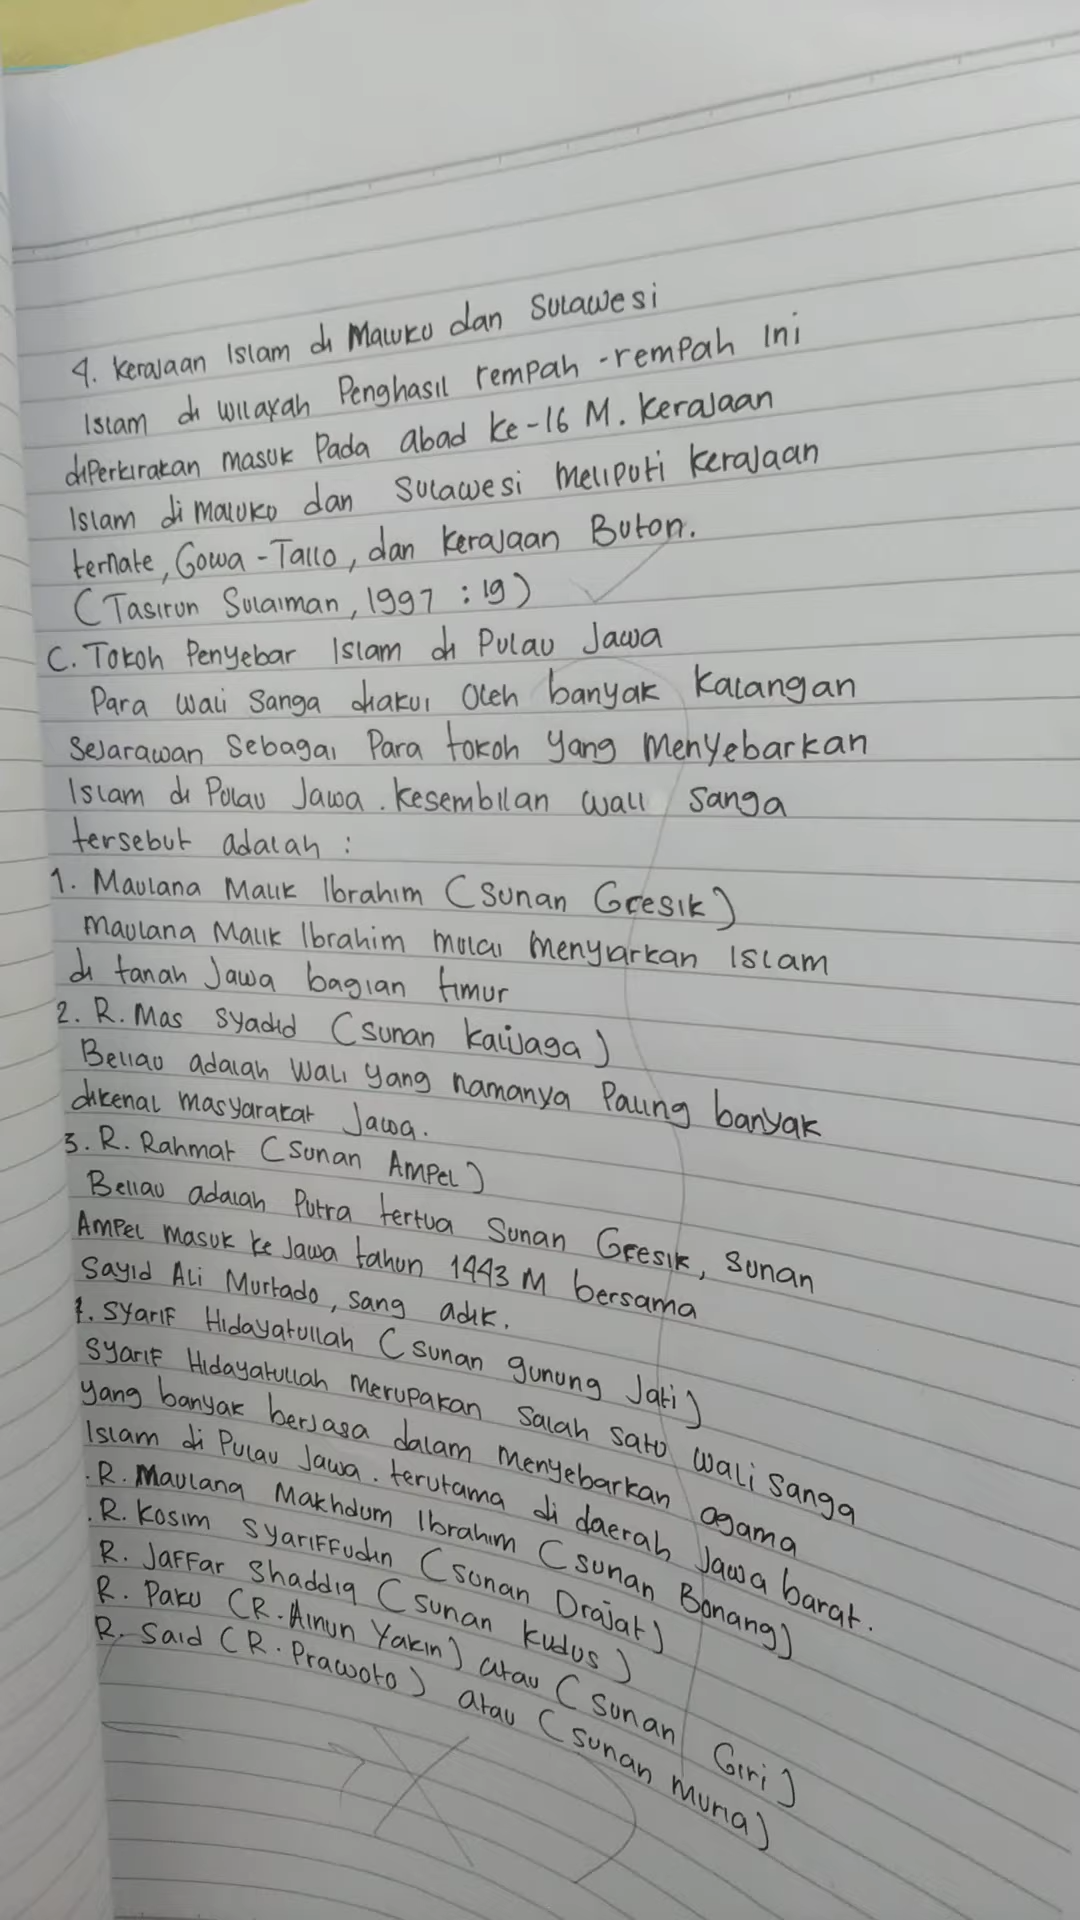 4. Kerajaan Islam di Maluku dan Sulawesi
Islam di wilayah Penghasil rempah-rempah Ini
diperkirakan masuk Pada abad ke-16 M. Kerajaan
Islam di maluku dan Sulawesi meliputi kerajaan
ternate, Gowa-Tallo, dan kerajaan Buton.
(Tasirun Sulaiman, 1997 : 19)
C. Tokoh Penyebar Islam di Pulau Jawa
Para wali Sanga diakui Oleh banyak Kalangan
Sejarawan Sebagai Para tokoh Yang Menyebarkan
Islam di Pulau Jawa. Kesembilan wali Sanga
tersebut adalah :
1. Maulana Malik Ibrahim (Sunan Gresik)
Maulana Malik Ibrahim mulai Menyiarkan Islam
di tanah Jawa bagian timur
2. R. Mas Syadid (Sunan Kalijaga)
Beliau adalah Wali Yang namanya Paling banyak
dikenal masyarakat Jawa.
3. R. Rahmat (Sunan Ampel)
Beliau adalah Putra tertua Sunan Gresik, Sunan
Ampel masuk ke Jawa tahun 1443 M bersama
Sayid Ali Murtado, sang adik.
4. Syarif Hidayatullah (Sunan gunung Jati)
Syarif Hidayatullah Merupakan Salah satu wali Sanga
yang banyak berjasa dalam Menyebarkan agama
Islam di Pulau Jawa. terutama di daerah Jawa barat.
. R. Maulana Makhdum Ibrahim (Sunan Bonang)
. R. Kosim Syariffudin (Sunan Drajat)
R. Jaffar Shaddiq (Sunan Kudus)
R. Paku (R. Ainun Yakin) atau (Sunan Giri)
R. Said (R. Prawoto) atau (Sunan Muria)